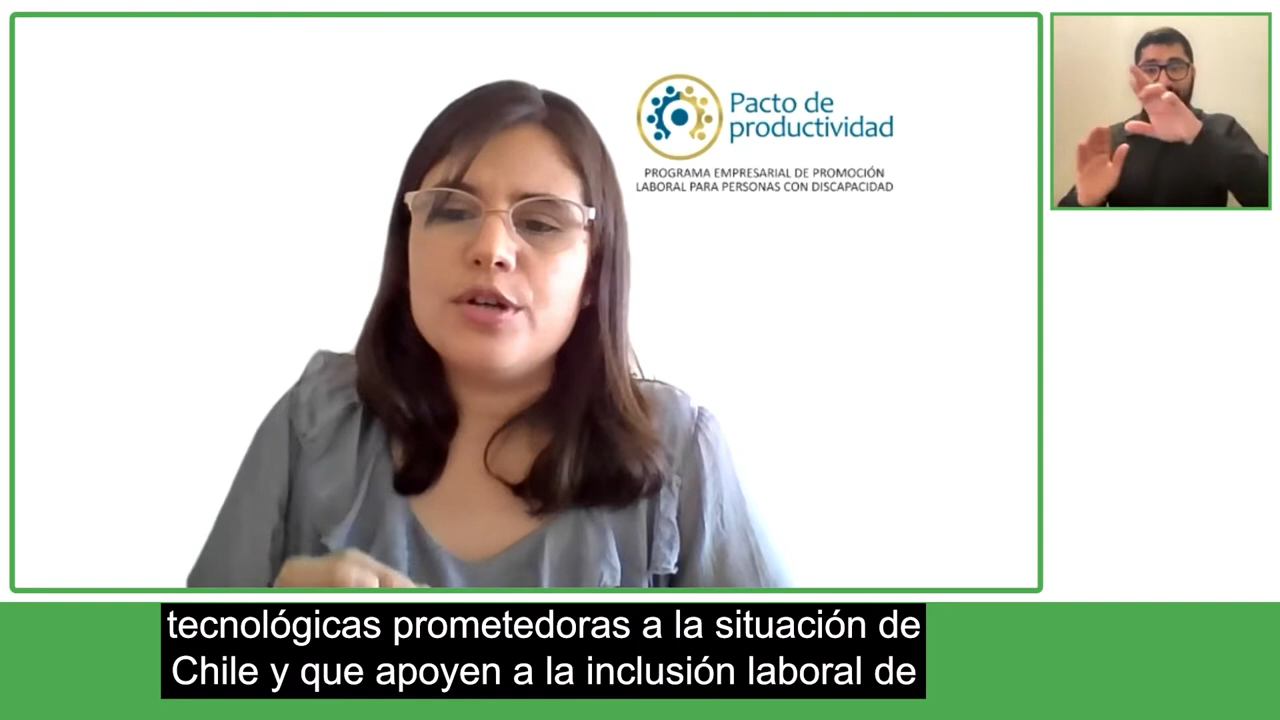 Pacto de
productividad
PROGRAMA EMPRESARIAL DE PROMOCIÓN
LABORAL PARA PERSONAS CON DISCAPACIDAD
tecnológicas prometedoras a la situación de
Chile y que apoyen a la inclusión laboral de